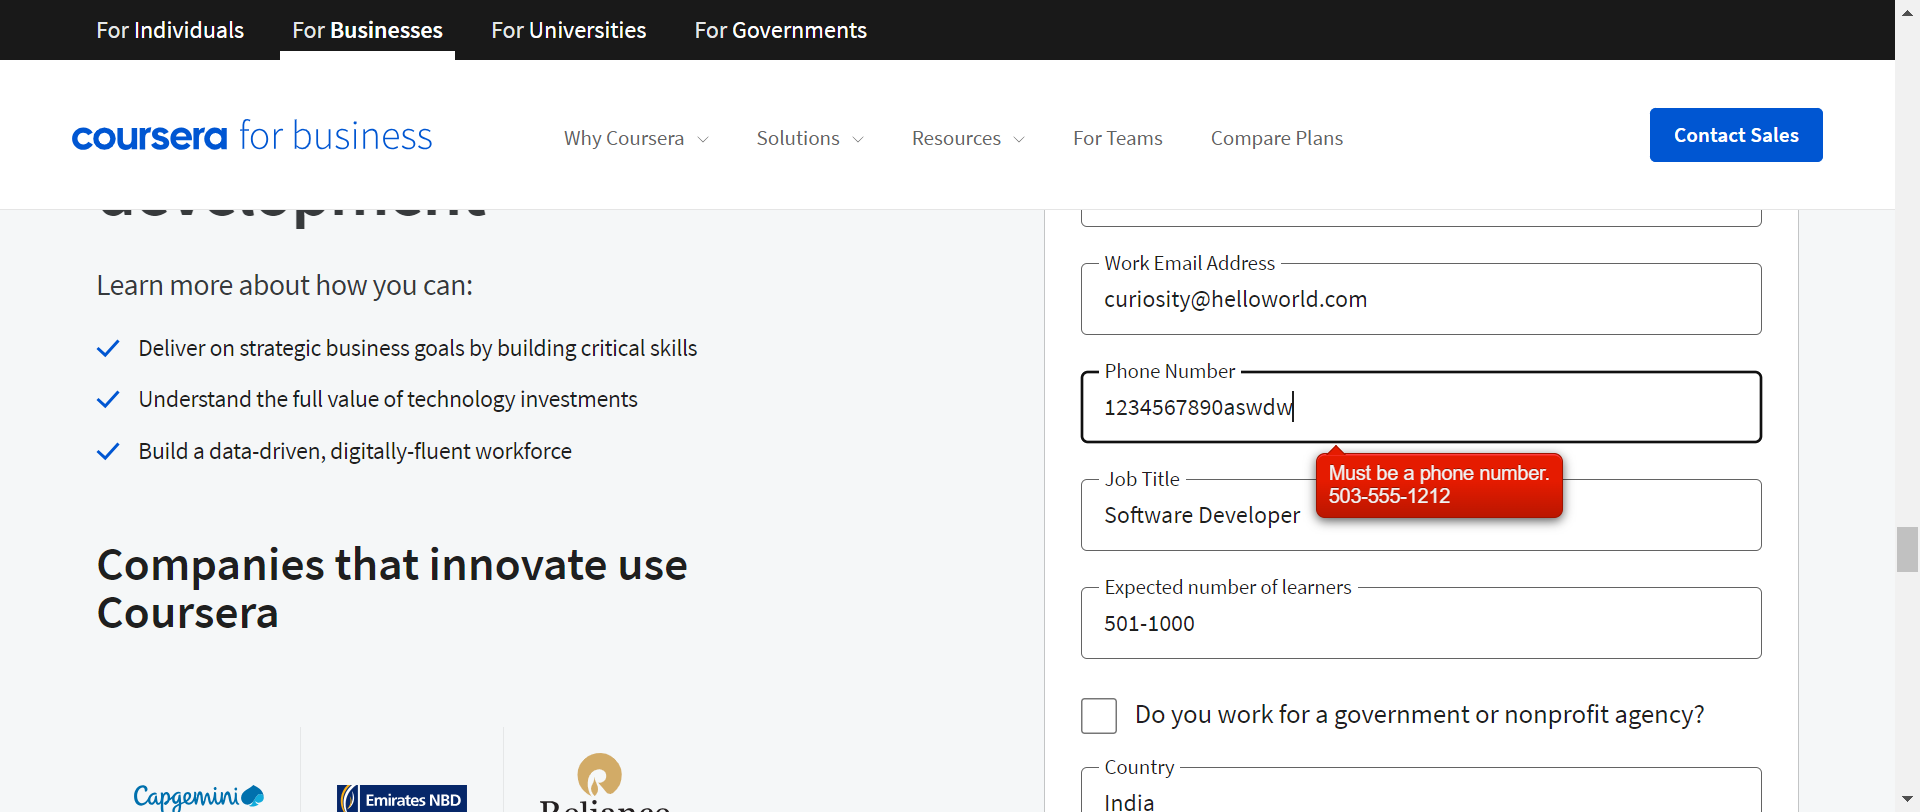 For Individuals
For Businesses
For Universities
For Governments
coursera for business
Why Coursera
Solutions
Resources
For Teams
Compare Plans
Contact Sales
development
Learn more about how you can:
Deliver on strategic business goals by building critical skills
Understand the full value of technology investments
Build a data-driven, digitally-fluent workforce
Companies that innovate use
Coursera
Capgemini
Emirates NBD
Reliance
Work Email Address
curiosity@helloworld.com
Phone Number
1234567890aswdw
Must be a phone number.
503-555-1212
Job Title
Software Developer
Expected number of learners
501-1000
Do you work for a government or nonprofit agency?
Country
India